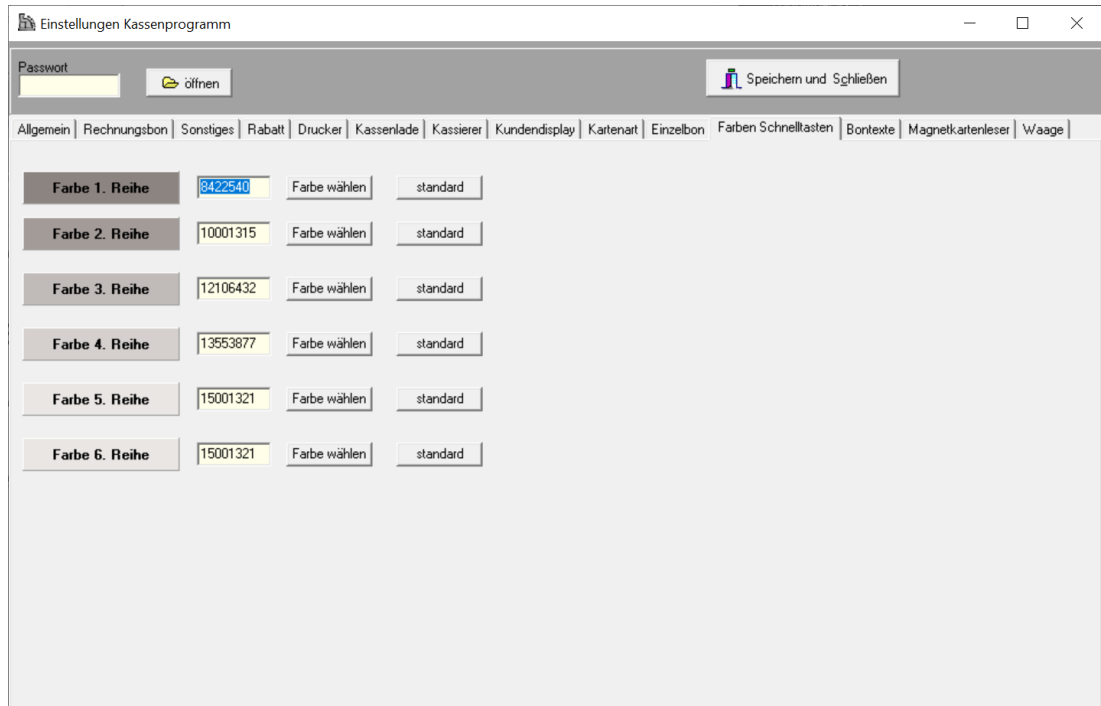 Einstellungen Kassenprogramm
Passwort
öffnen
Speichern und Schließen
Allgemein Rechnungsbon Sonstiges Rabatt Drucker Kassenlade Kassierer Kundendisplay Kartenart Einzelbon Farben Schnelltasten Bontexte Magnetkartenleser Waage
Farbe 1. Reihe 8422540 Farbe wählen standard
Farbe 2. Reihe 10001315 Farbe wählen standard
Farbe 3. Reihe 12106432 Farbe wählen standard
Farbe 4. Reihe 13553877 Farbe wählen standard
Farbe 5. Reihe 15001321 Farbe wählen standard
Farbe 6. Reihe 15001321 Farbe wählen standard